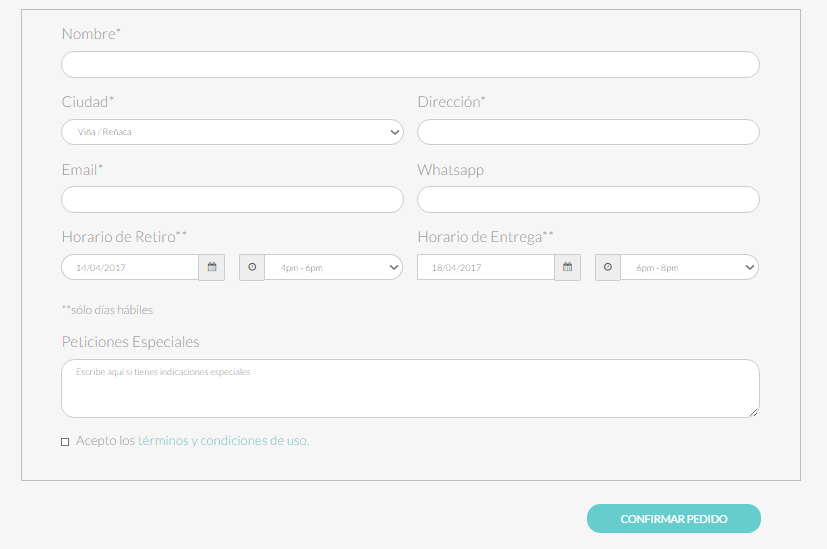 Nombre*
Ciudad* Dirección*
Viña / Reñaca
Email* Whatsapp
Horario de Retiro** Horario de Entrega**
14/04/2017 4pm - 6pm 18/04/2017 6pm - 8pm
**sólo días hábiles
Peticiones Especiales
Escribe aquí si tienes indicaciones especiales
Acepto los términos y condiciones de uso.
CONFIRMAR PEDIDO